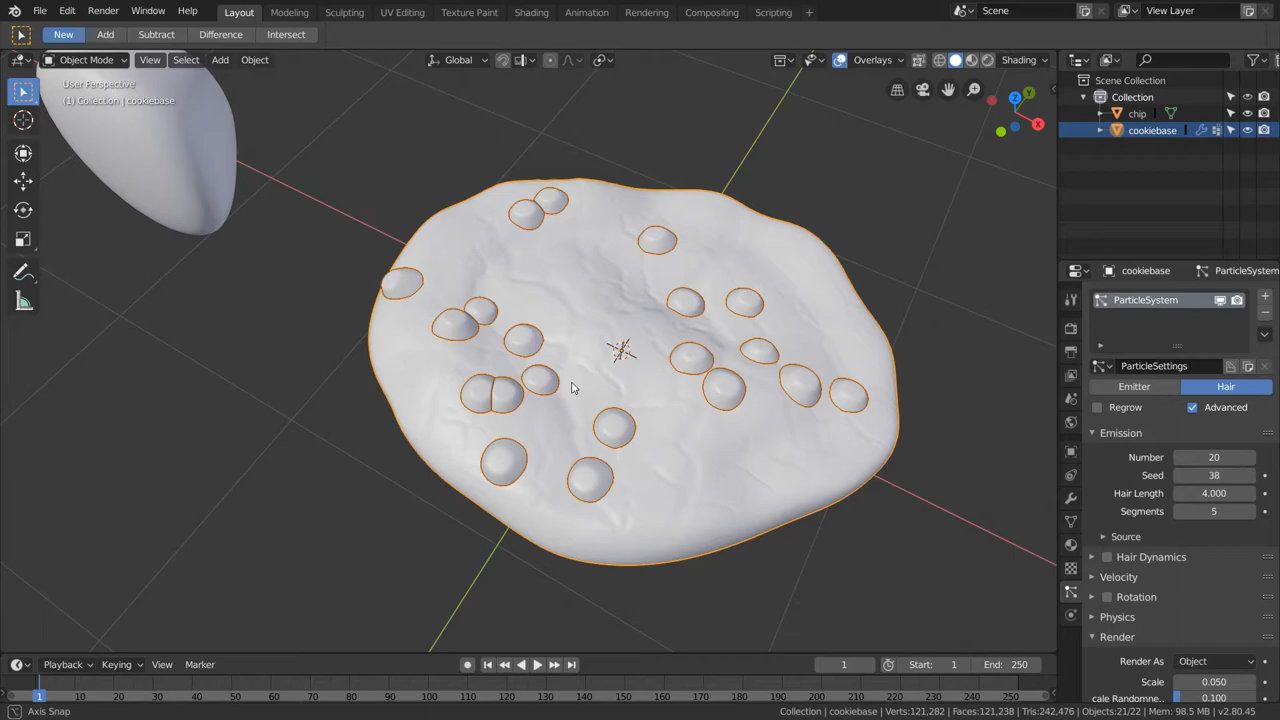 File Edit Render Window Help Layout Modeling Sculpting UV Editing Texture Paint Shading Animation Rendering Compositing Scripting + Scene View Layer
New Add Subtract Difference Intersect
Object Mode View Select Add Object Global Overlays Shading
User Perspective
(1) Collection | cookiebase
Z
Y
X
Scene Collection
Collection
chip
cookiebase
cookiebase ParticleSystem
ParticleSystem
ParticleSettings
Emitter Hair
Regrow Advanced
Emission
Number 20
Seed 38
Hair Length 4.000
Segments 5
Source
Hair Dynamics
Velocity
Rotation
Physics
Render
Render As Object
Scale 0.050
cale Randomne.. 0.100
Playback Keying View Marker 1 Start: 1 End: 250
1 10 20 30 40 50 60 70 80 90 100 110 120 130 140 150 160 170 180 190 200 210 220 230 240 250
Axis Snap Collection | cookiebase | Verts:121,282 | Faces:121,238 | Tris:242,476 | Objects:21/22 | Mem: 98.5 MB | v2.80.45